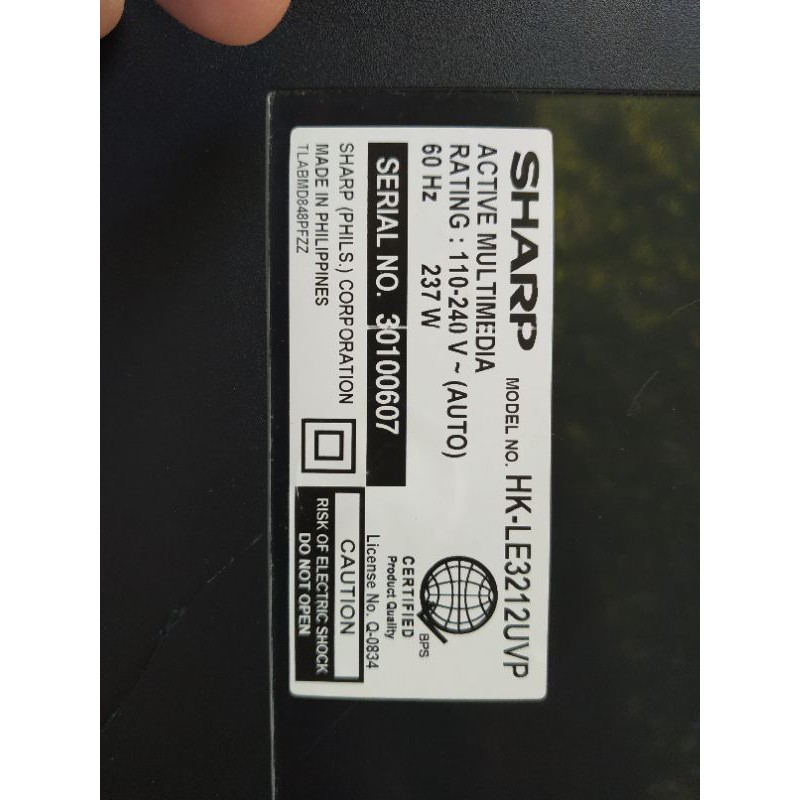 SHARP MODEL NO. HK-LE3212UVP
ACTIVE MULTIMEDIA
RATING : 110-240 V ~ (AUTO)
60 Hz 237 W
SERIAL NO. 30100607
SHARP (PHILS.) CORPORATION
MADE IN PHILIPPINES
TLABMD848PFZZ
BPS
CERTIFIED
Product Quality
License No. Q-0834
CAUTION
RISK OF ELECTRIC SHOCK
DO NOT OPEN